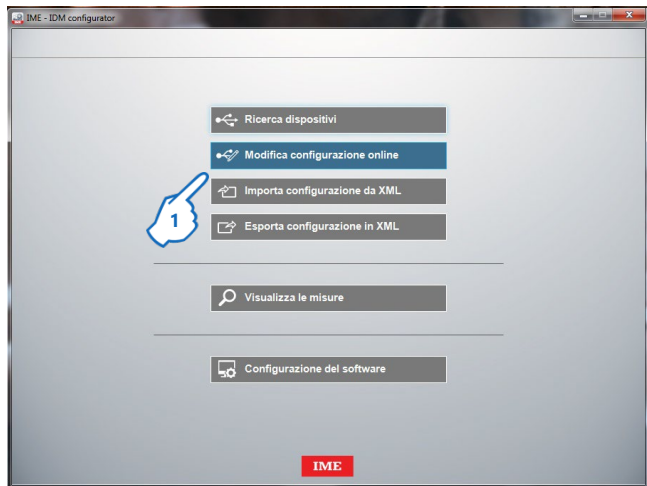 IME - IDM configurator
Ricerca dispositivi
Modifica configurazione online
Importa configurazione da XML
1
Esporta configurazione in XML
Visualizza le misure
Configurazione del software
IME